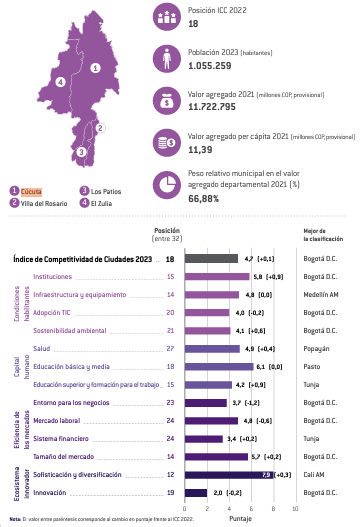 Posición ICC 2022
18
Población 2023 (habitantes)
1.055.259
Valor agregado 2021 (millones COP, provisional)
11.722.795
Valor agregado per cápita 2021 (millones COP, provisional)
11,39
Peso relativo municipal en el valor
agregado departamental 2021 (%)
66,88%
1
4
2
3
1 Cúcuta
3 Los Patios
2 Villa del Rosario
4 El Zulia
Posición
(entre 32)
Mejor de
la clasificación
Índice de Competitividad de Ciudades 2023 18 4,7 (+0,1) Bogotá D.C.
Condiciones habilitantes
Instituciones 15 5,8 (+0,9) Bogotá D.C.
Infraestructura y equipamiento 14 4,8 (0,0) Medellín AM
Adopción TIC 20 4,0 (-0,2) Bogotá D.C.
Sostenibilidad ambiental 21 4,1 (+0,6) Bogotá D.C.
Capital humano
Salud 27 4,9 (+0,4) Popayán
Educación básica y media 18 6,1 (0,0) Pasto
Educación superior y formación para el trabajo 15 4,2 (+0,9) Tunja
Eficiencia de los mercados
Entorno para los negocios 23 3,7 (-1,2) Bogotá D.C.
Mercado laboral 24 4,8 (-0,6) Bogotá D.C.
Sistema financiero 24 3,4 (+0,2) Tunja
Tamaño del mercado 14 5,7 (+0,2) Bogotá D.C.
Ecosistema innovador
Sofisticación y diversificación 12 7,9 (+0,3) Cali AM
Innovación 19 2,0 (-0,2) Bogotá D.C.
0 2 4 6 8 10
Puntaje
Nota. El valor entre paréntesis corresponde al cambio en puntaje frente al ICC 2022.